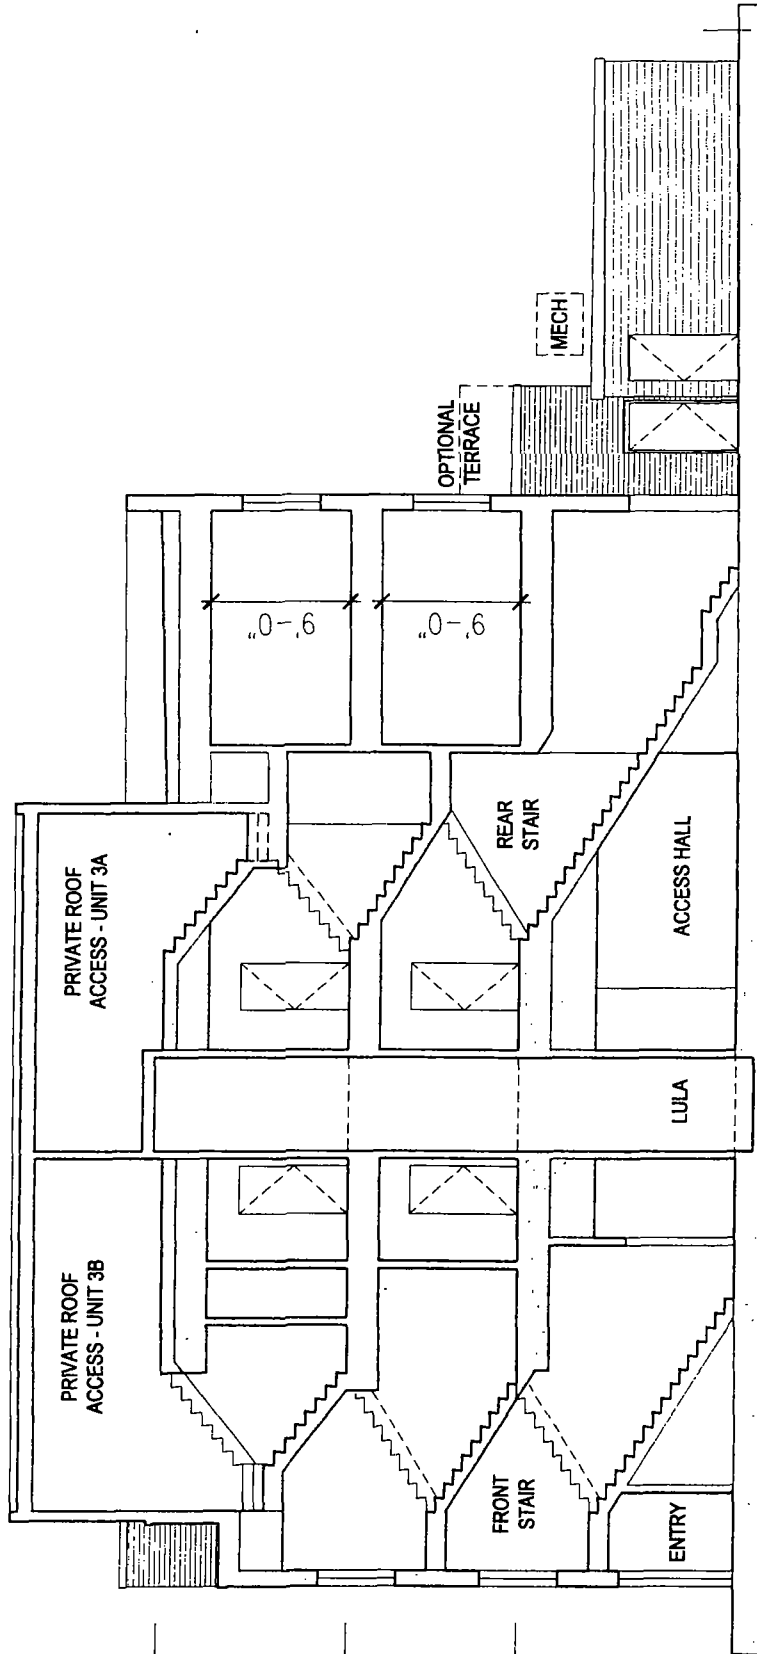 PRIVATE ROOF
ACCESS - UNIT 3B
PRIVATE ROOF
ACCESS - UNIT 3A
9'-0"
9'-0"
OPTIONAL
TERRACE
MECH
FRONT
STAIR
REAR
STAIR
ENTRY
LULA
ACCESS HALL